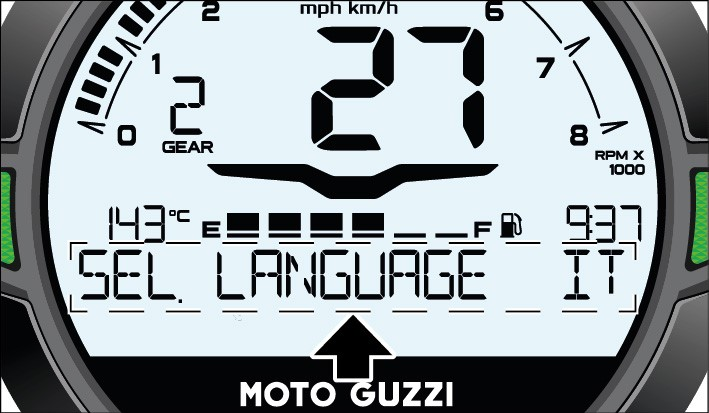 mph km/h
2
27
6
1
2
7
0
GEAR
8
RPM X
1000
143 °C
E
F
9:37
SEL. LANGUAGE IT
MOTO GUZZI